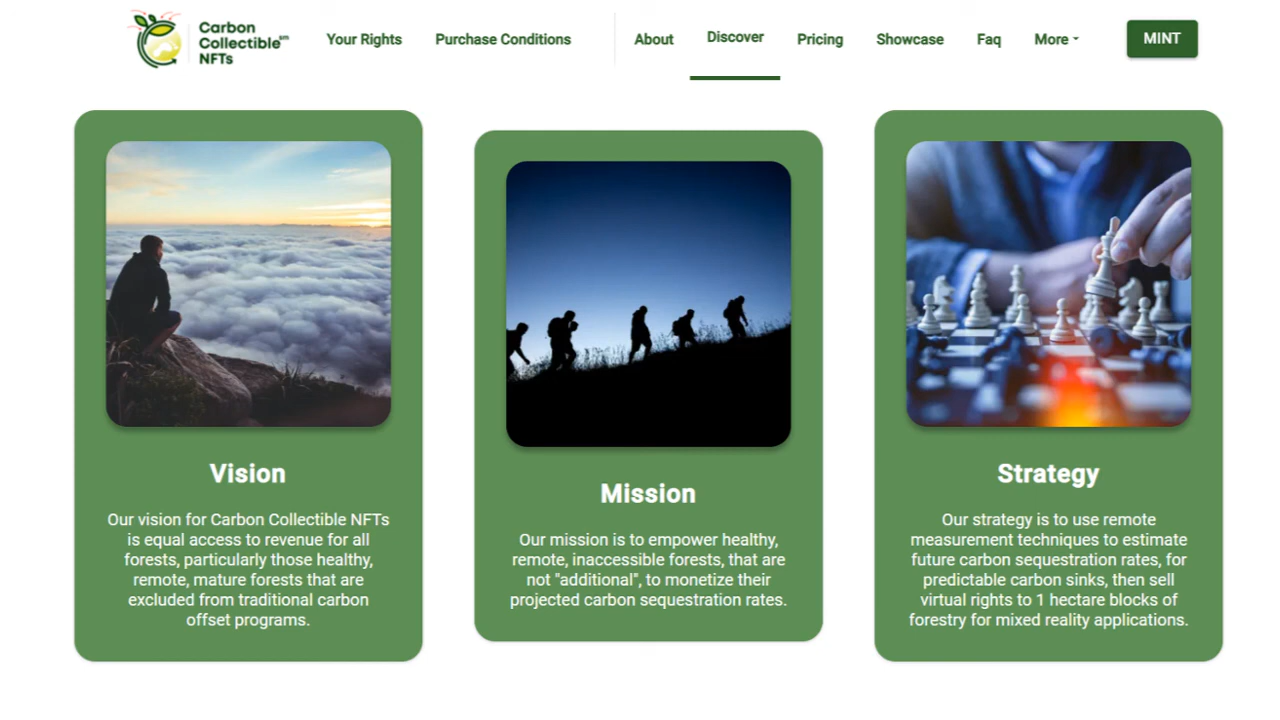 Carbon
Collectible℠
NFTs
Your Rights
Purchase Conditions
About
Discover
Pricing
Showcase
Faq
More
MINT
Vision
Our vision for Carbon Collectible NFTs
is equal access to revenue for all
forests, particularly those healthy,
remote, mature forests that are
excluded from traditional carbon
offset programs.
Mission
Our mission is to empower healthy,
remote, inaccessible forests, that are
not "additional", to monetize their
projected carbon sequestration rates.
Strategy
Our strategy is to use remote
measurement techniques to estimate
future carbon sequestration rates, for
predictable carbon sinks, then sell
virtual rights to 1 hectare blocks of
forestry for mixed reality applications.